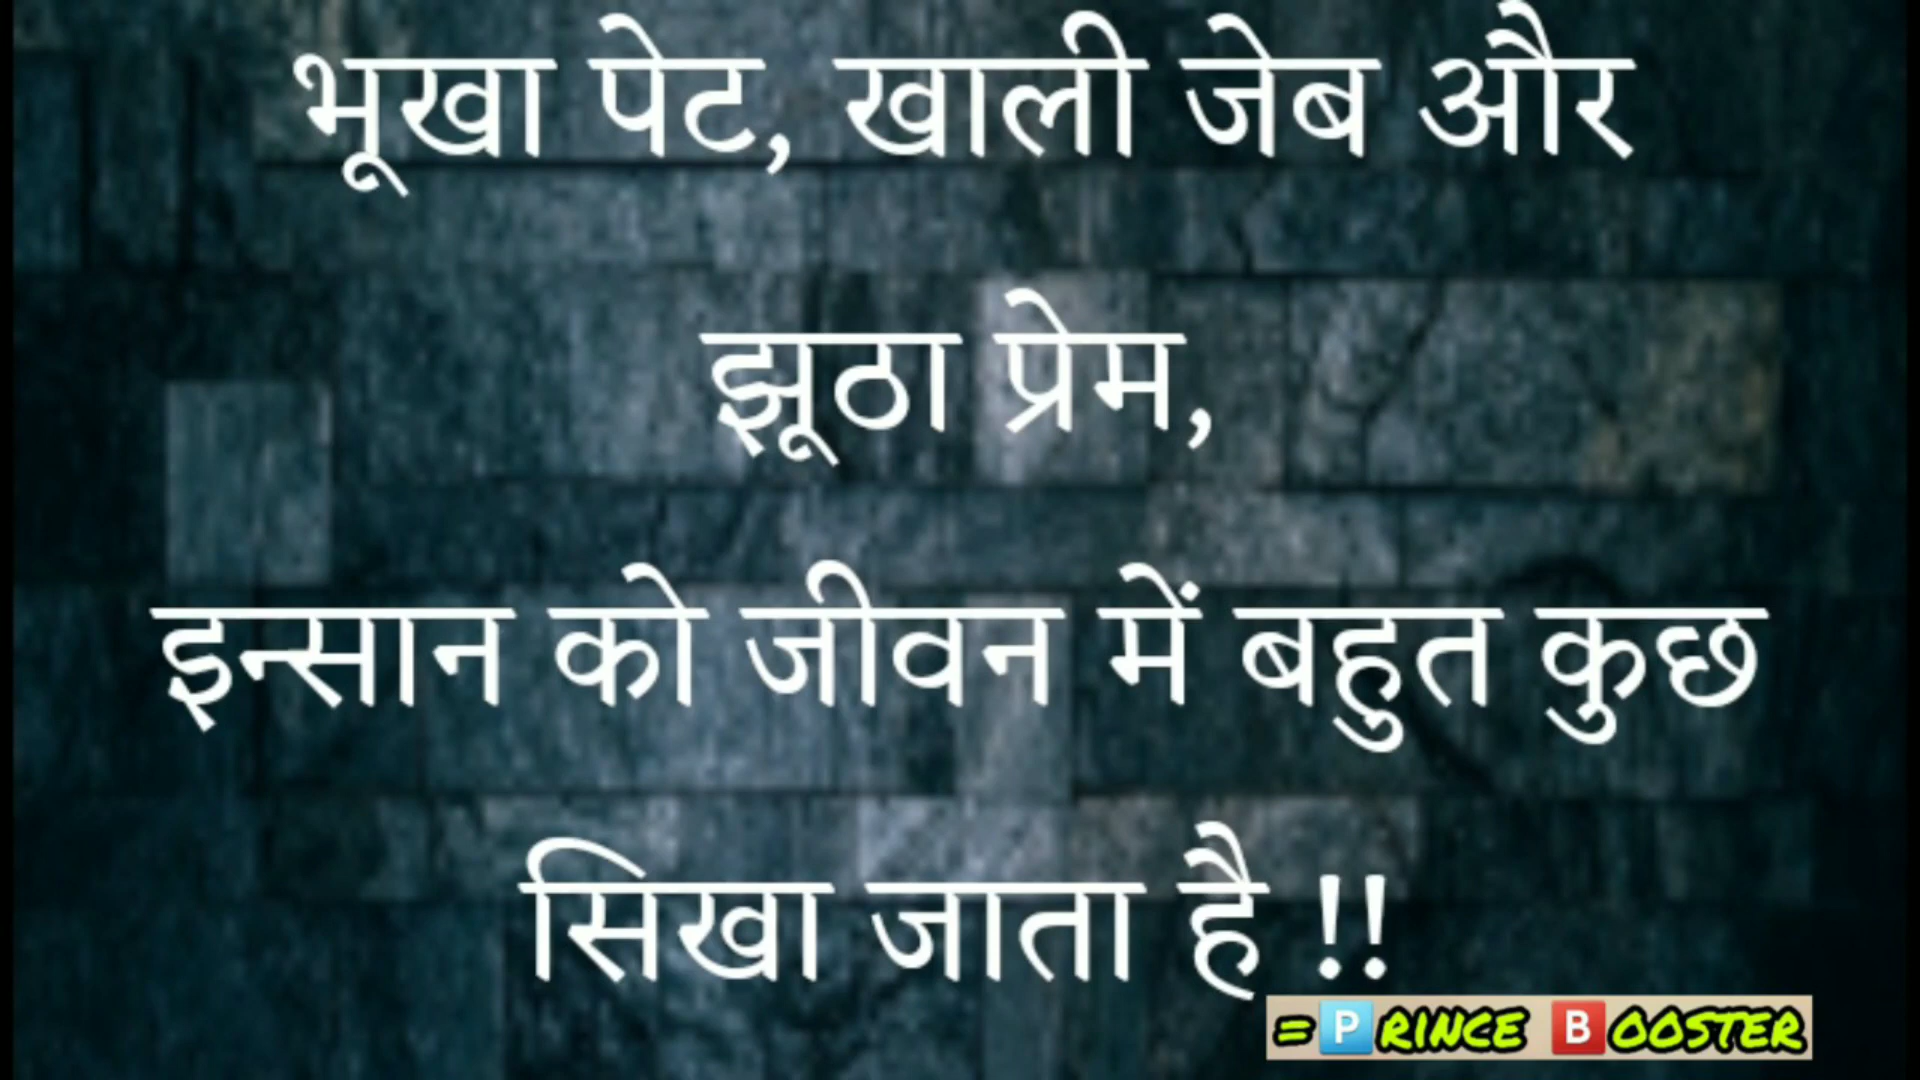 भूखा पेट, खाली जेब और
झूठा प्रेम,
इन्सान को जीवन में बहुत कुछ
सिखा जाता है !!
=PRINCE BOOSTER